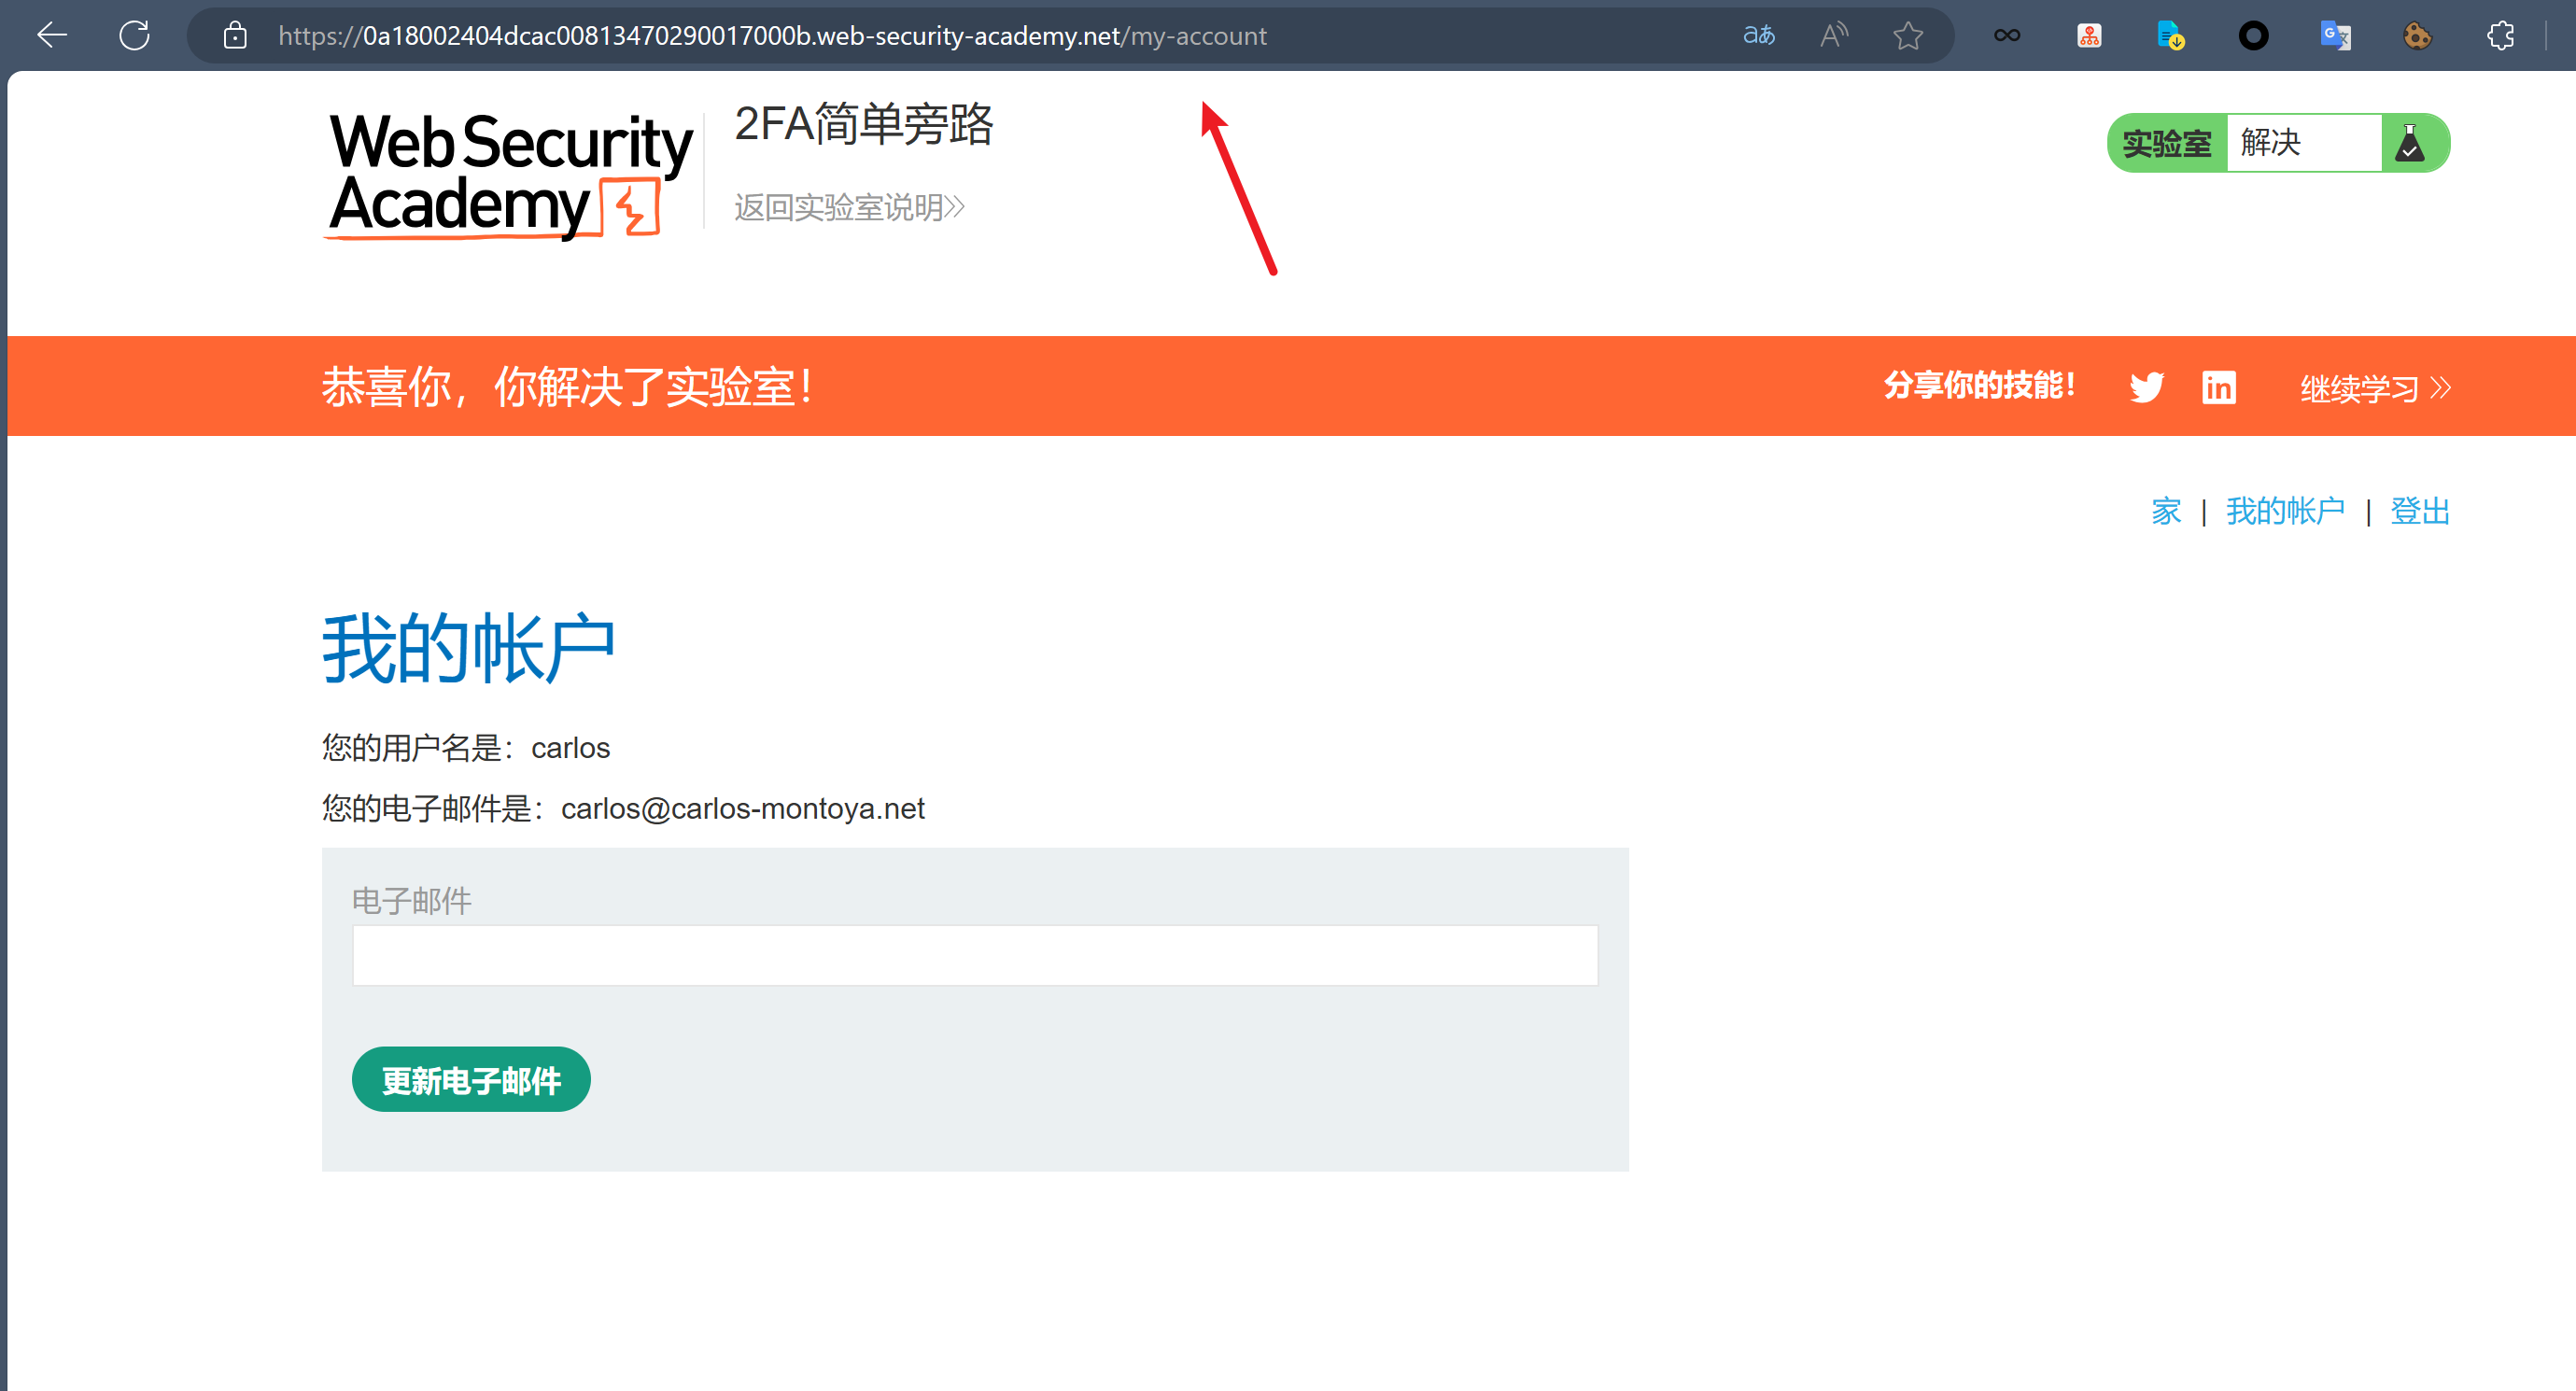 https://0a18002404dcac00813470290017000b.web-security-academy.net/my-account
Web Security
Academy
2FA简单旁路
返回实验室说明
实验室 解决
恭喜你，你解决了实验室！
分享你的技能！
继续学习
家 | 我的帐户 | 登出
我的帐户
您的用户名是：carlos
您的电子邮件是：carlos@carlos-montoya.net
电子邮件
更新电子邮件